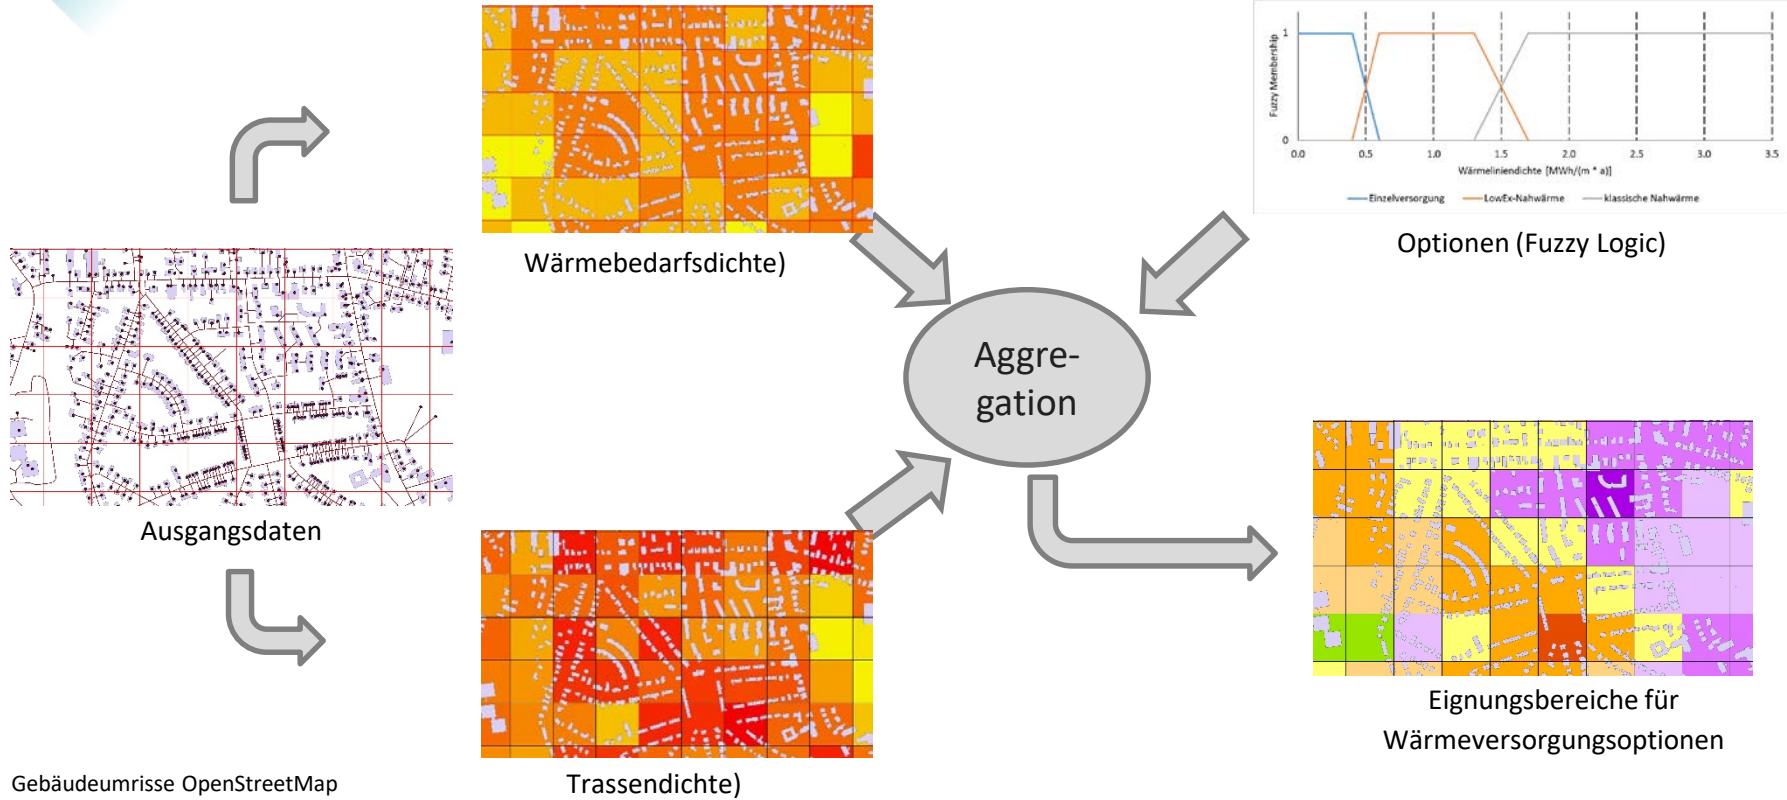 Fuzzy Membership
1
0
0.0 0.5 1.0 1.5 2.0 2.5 3.0 3.5
Wärmeliniendichte [MWh/(m * a)]
Einzelversorgung LowEx-Nahwärme klassische Nahwärme
Optionen (Fuzzy Logic)
Wärmebedarfsdichte)
Aggre-
gation
Ausgangsdaten
Eignungsbereiche für
Wärmeversorgungsoptionen
Trassendichte)
Gebäudeumrisse OpenStreetMap